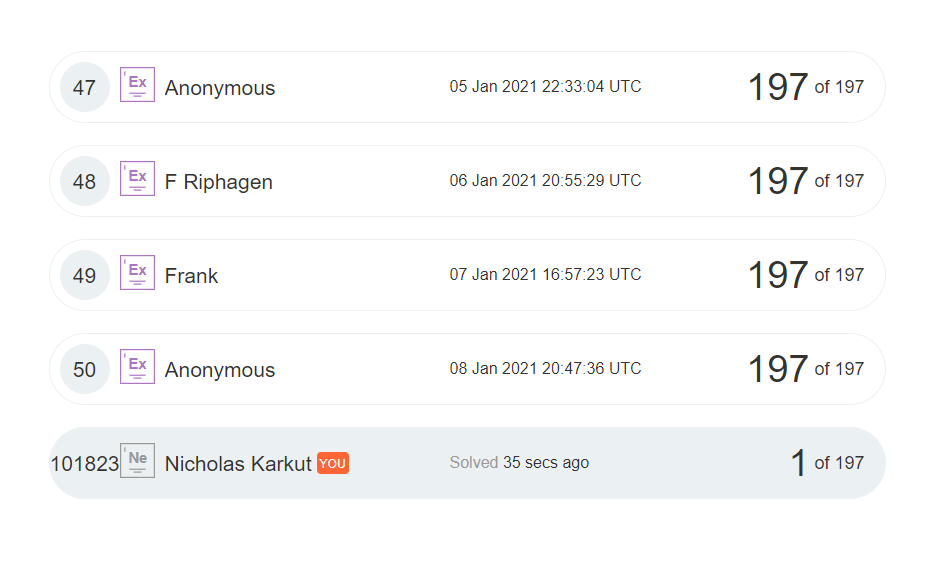 47 Ex Anonymous 05 Jan 2021 22:33:04 UTC 197 of 197
48 Ex F Riphagen 06 Jan 2021 20:55:29 UTC 197 of 197
49 Ex Frank 07 Jan 2021 16:57:23 UTC 197 of 197
50 Ex Anonymous 08 Jan 2021 20:47:36 UTC 197 of 197
101823 Ne Nicholas Karkut YOU Solved 35 secs ago 1 of 197